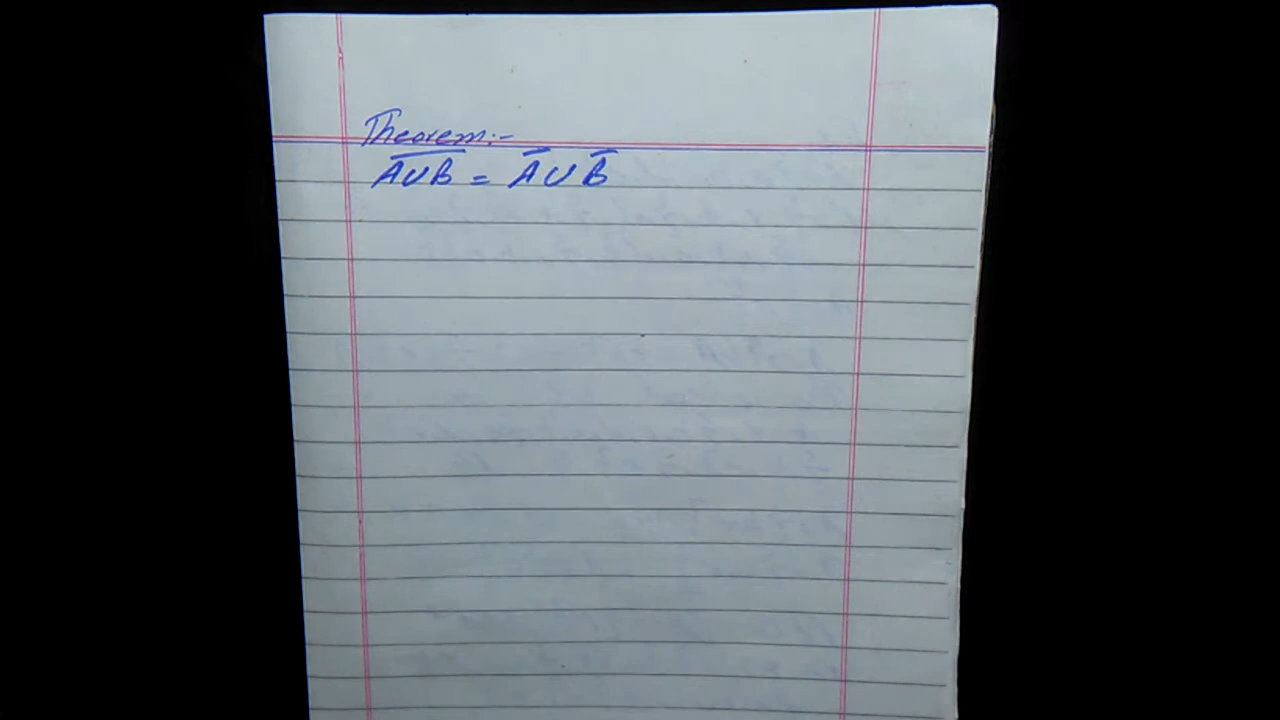 Theorem:-
A̅U̅B̅ = A̅ U B̅